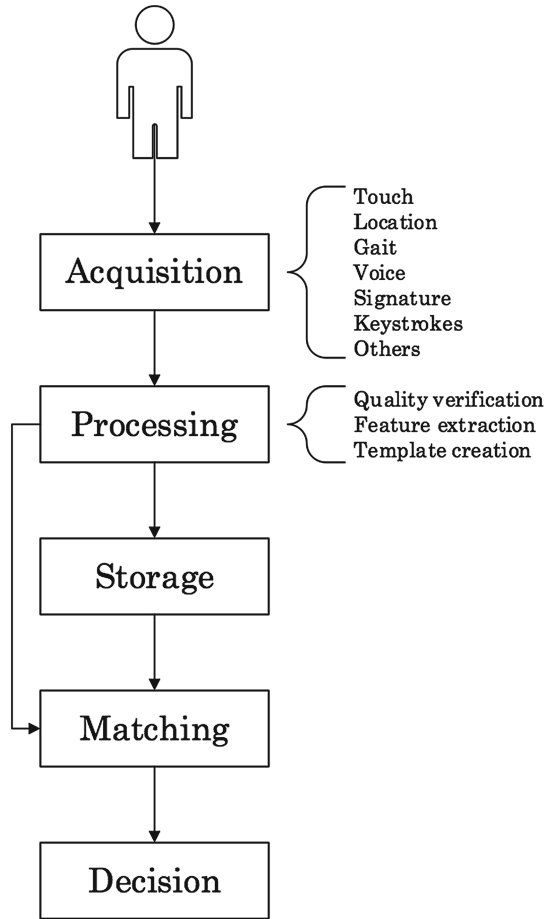 Acquisition
Touch
Location
Gait
Voice
Signature
Keystrokes
Others
Processing
Quality verification
Feature extraction
Template creation
Storage
Matching
Decision